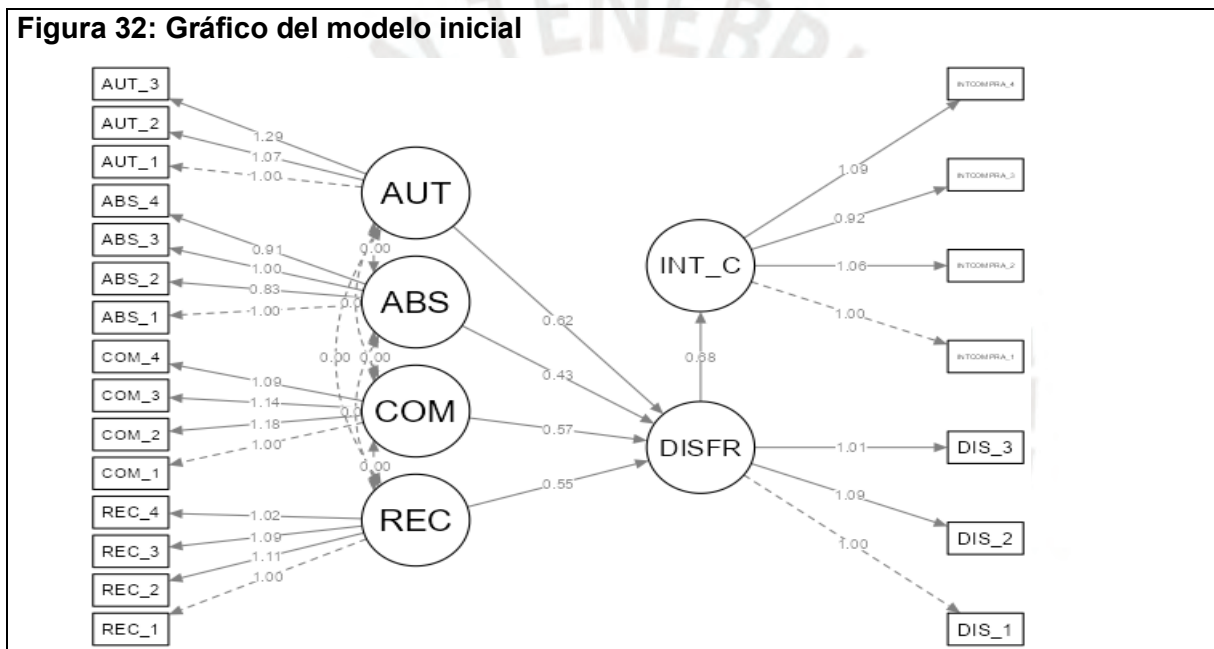 Figura 32: Gráfico del modelo inicial
AUT_3
AUT_2
AUT_1
ABS_4
ABS_3
ABS_2
ABS_1
COM_4
COM_3
COM_2
COM_1
REC_4
REC_3
REC_2
REC_1
1.29
1.07
1.00
0.91
1.00
0.83
1.00
1.09
1.14
1.18
1.00
1.02
1.09
1.11
1.00
AUT
ABS
COM
REC
0.00
0.00
0.00
0.00
0.62
0.43
0.57
0.55
INT_C
0.68
DISFR
1.09
0.92
1.06
1.00
1.01
1.09
1.00
INTCOMPRA_4
INTCOMPRA_3
INTCOMPRA_2
INTCOMPRA_1
DIS_3
DIS_2
DIS_1